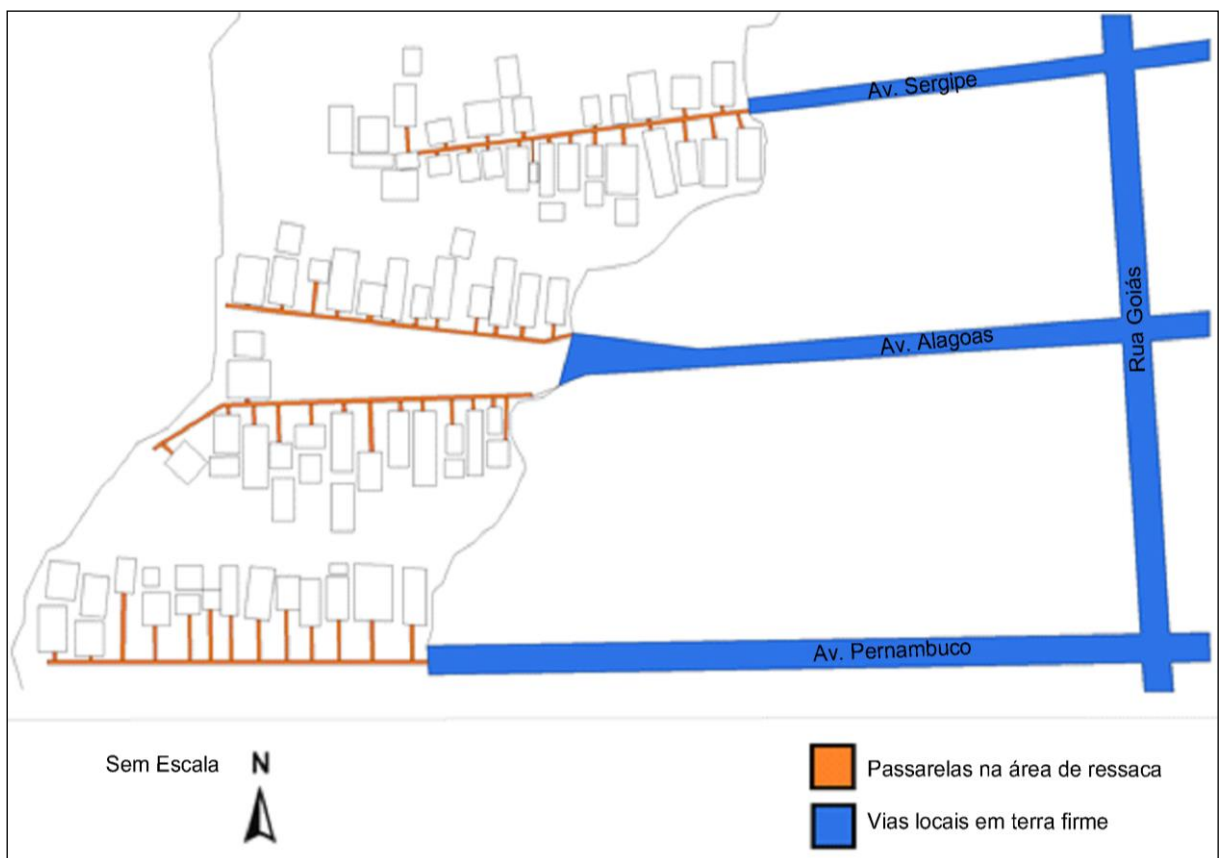 Av. Sergipe
Av. Alagoas
Rua Goiás
Av. Pernambuco
Sem Escala
N
Passarelas na área de ressaca
Vias locais em terra firme